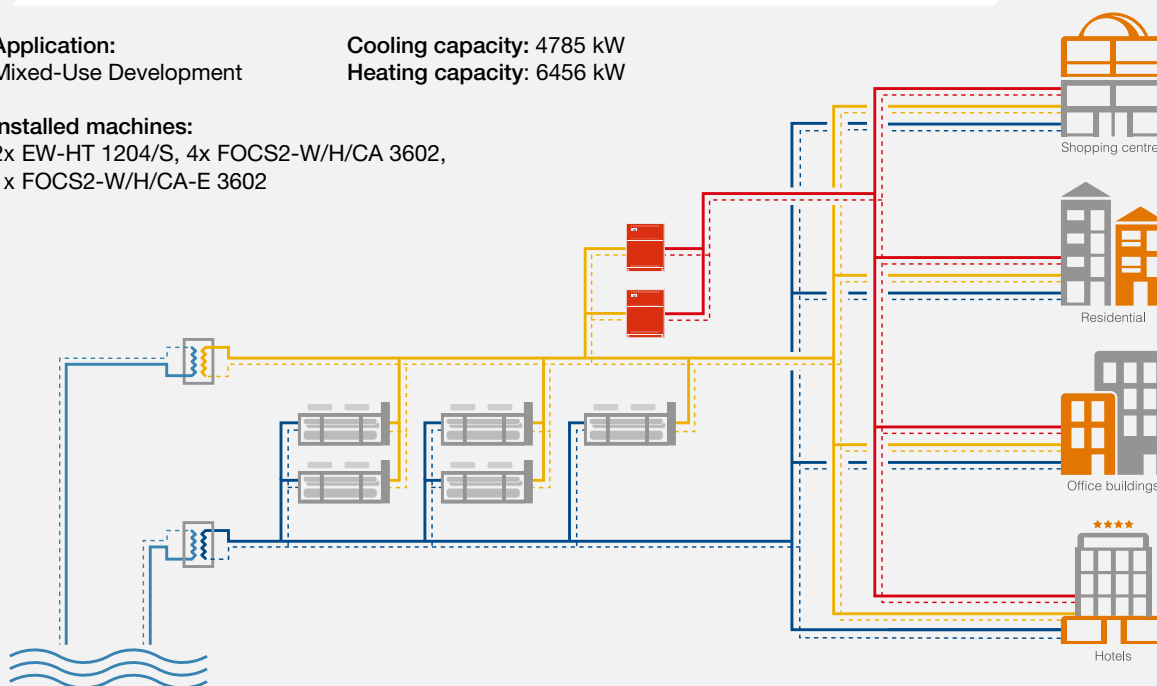 Application:
Mixed-Use Development
Cooling capacity: 4785 kW
Heating capacity: 6456 kW
Installed machines:
2x EW-HT 1204/S, 4x FOCS2-W/H/CA 3602,
x FOCS2-W/H/CA-E 3602
Shopping centre
Residential
Office buildings
Hotels